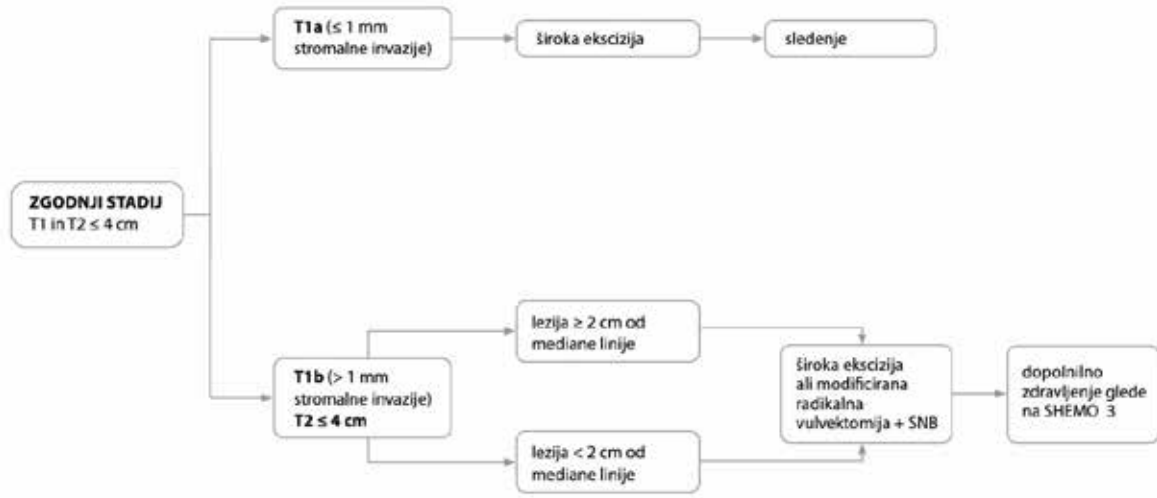 ZGODNJI STADIJ
T1 in T2 ≤ 4 cm
T1a (≤ 1 mm
stromalne invazije)
široka ekscizija
sledenje
T1b (> 1 mm
stromalne invazije)
T2 ≤ 4 cm
lezija ≥ 2 cm od
mediane linije
lezija < 2 cm od
mediane linije
široka ekscizija
ali modificirana
radikalna
vulvektomija + SNB
dopolnilno
zdravljenje glede
na SHEMO 3